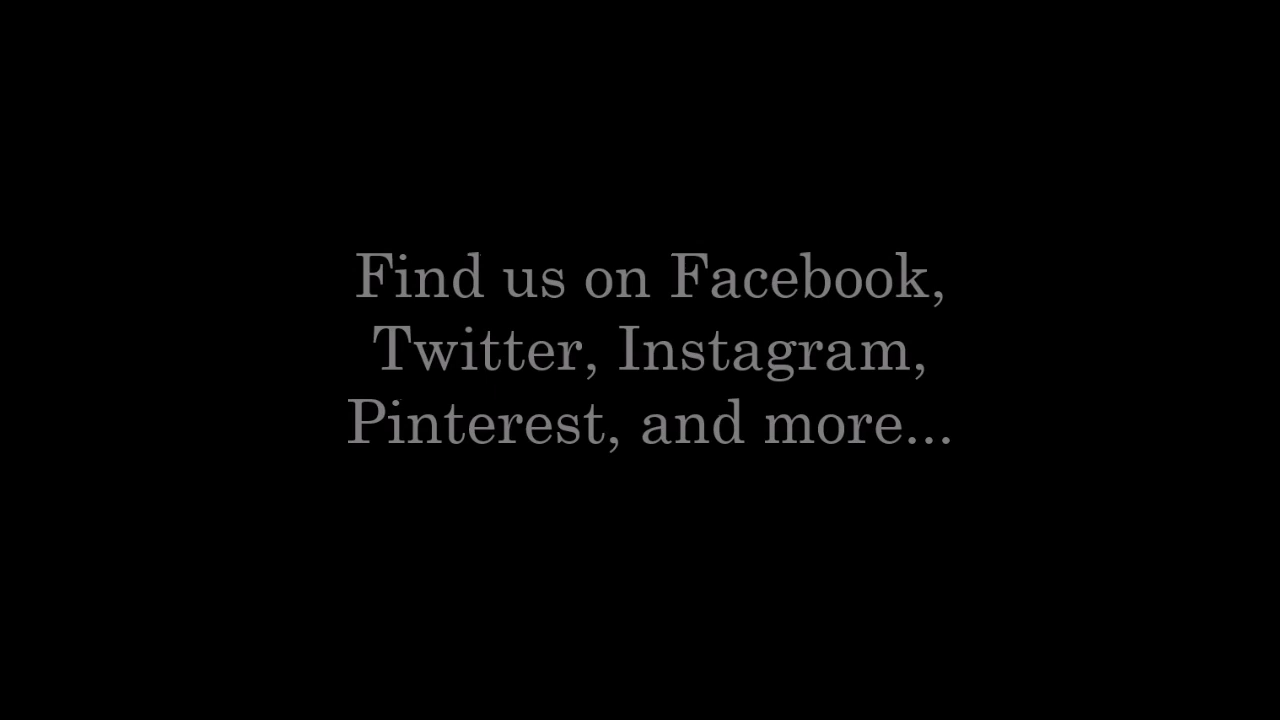 Find us on Facebook,
Twitter, Instagram,
Pinterest, and more...